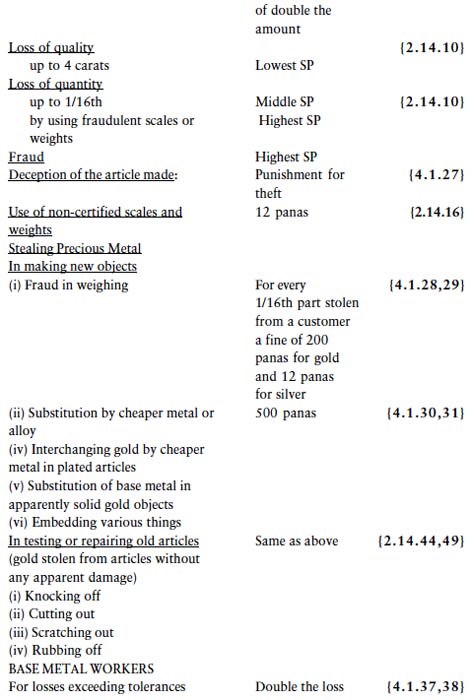 of double the
amount
Loss of quality {2.14.10}
up to 4 carats Lowest SP
Loss of quantity
up to 1/16th Middle SP {2.14.10}
by using fraudulent scales or Highest SP
weights
Fraud Highest SP
Deception of the article made: Punishment for {4.1.27}
theft
Use of non-certified scales and 12 panas {2.14.16}
weights
Stealing Precious Metal
In making new objects
(i) Fraud in weighing For every {4.1.28,29}
1/16th part stolen
from a customer
a fine of 200
panas for gold
and 12 panas
for silver
(ii) Substitution by cheaper metal or 500 panas {4.1.30,31}
alloy
(iv) Interchanging gold by cheaper
metal in plated articles
(v) Substitution of base metal in
apparently solid gold objects
(vi) Embedding various things
In testing or repairing old articles Same as above {2.14.44,49}
(gold stolen from articles without
any apparent damage)
(i) Knocking off
(ii) Cutting out
(iii) Scratching out
(iv) Rubbing off
BASE METAL WORKERS
For losses exceeding tolerances Double the loss {4.1.37,38}